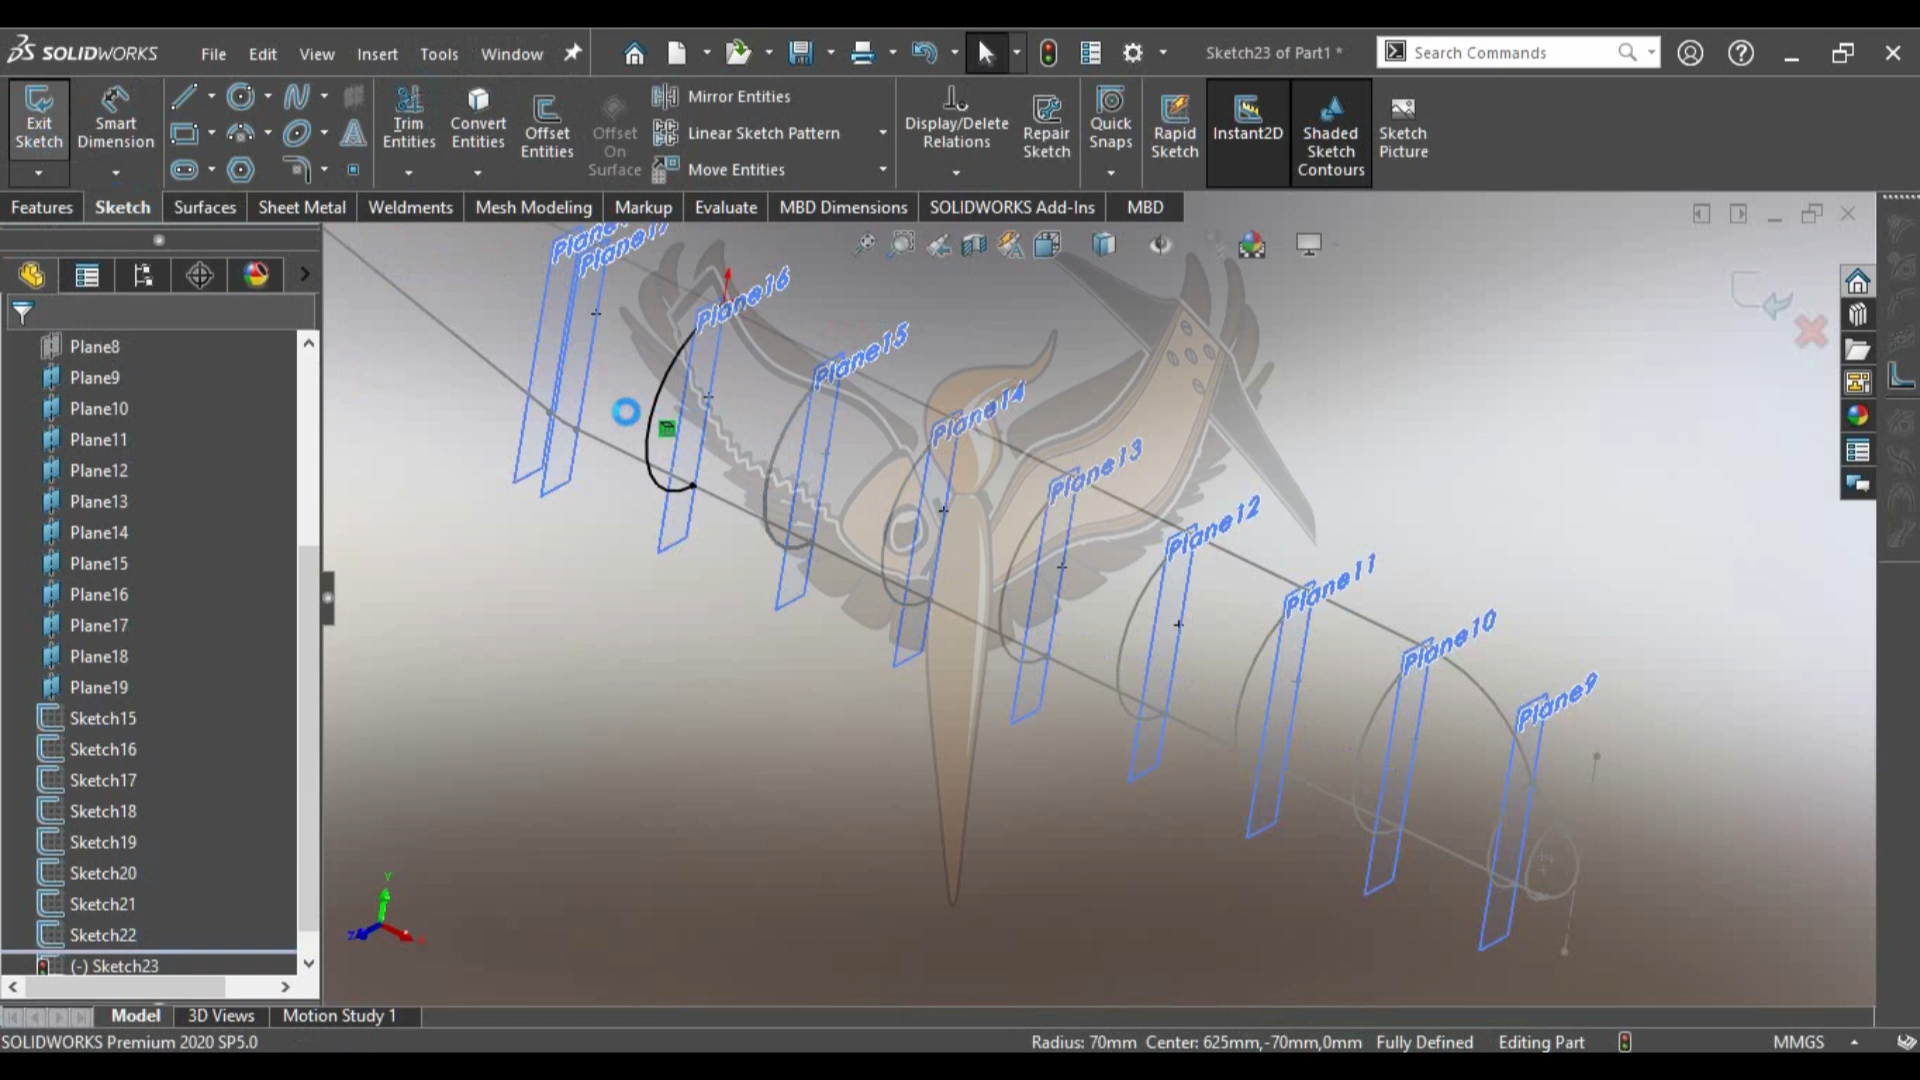 SOLIDWORKS File Edit View Insert Tools Window Sketch23 of Part1 * Search Commands
Exit Sketch
Smart Dimension
Trim Entities
Convert Entities
Offset Entities
Offset On Surface
Mirror Entities
Linear Sketch Pattern
Move Entities
Display/Delete Relations
Repair Sketch
Quick Snaps
Rapid Sketch
Instant2D
Shaded Sketch Contours
Sketch Picture
Features Sketch Surfaces Sheet Metal Weldments Mesh Modeling Markup Evaluate MBD Dimensions SOLIDWORKS Add-Ins MBD
Plane8
Plane9
Plane10
Plane11
Plane12
Plane13
Plane14
Plane15
Plane16
Plane17
Plane18
Plane19
Sketch15
Sketch16
Sketch17
Sketch18
Sketch19
Sketch20
Sketch21
Sketch22
(-) Sketch23
Plane17
Plane16
Plane15
Plane14
Plane13
Plane12
Plane11
Plane10
Plane9
Y
Z
Model 3D Views Motion Study 1
SOLIDWORKS Premium 2020 SP5.0 Radius: 70mm Center: 625mm,-70mm,0mm Fully Defined Editing Part MMGS